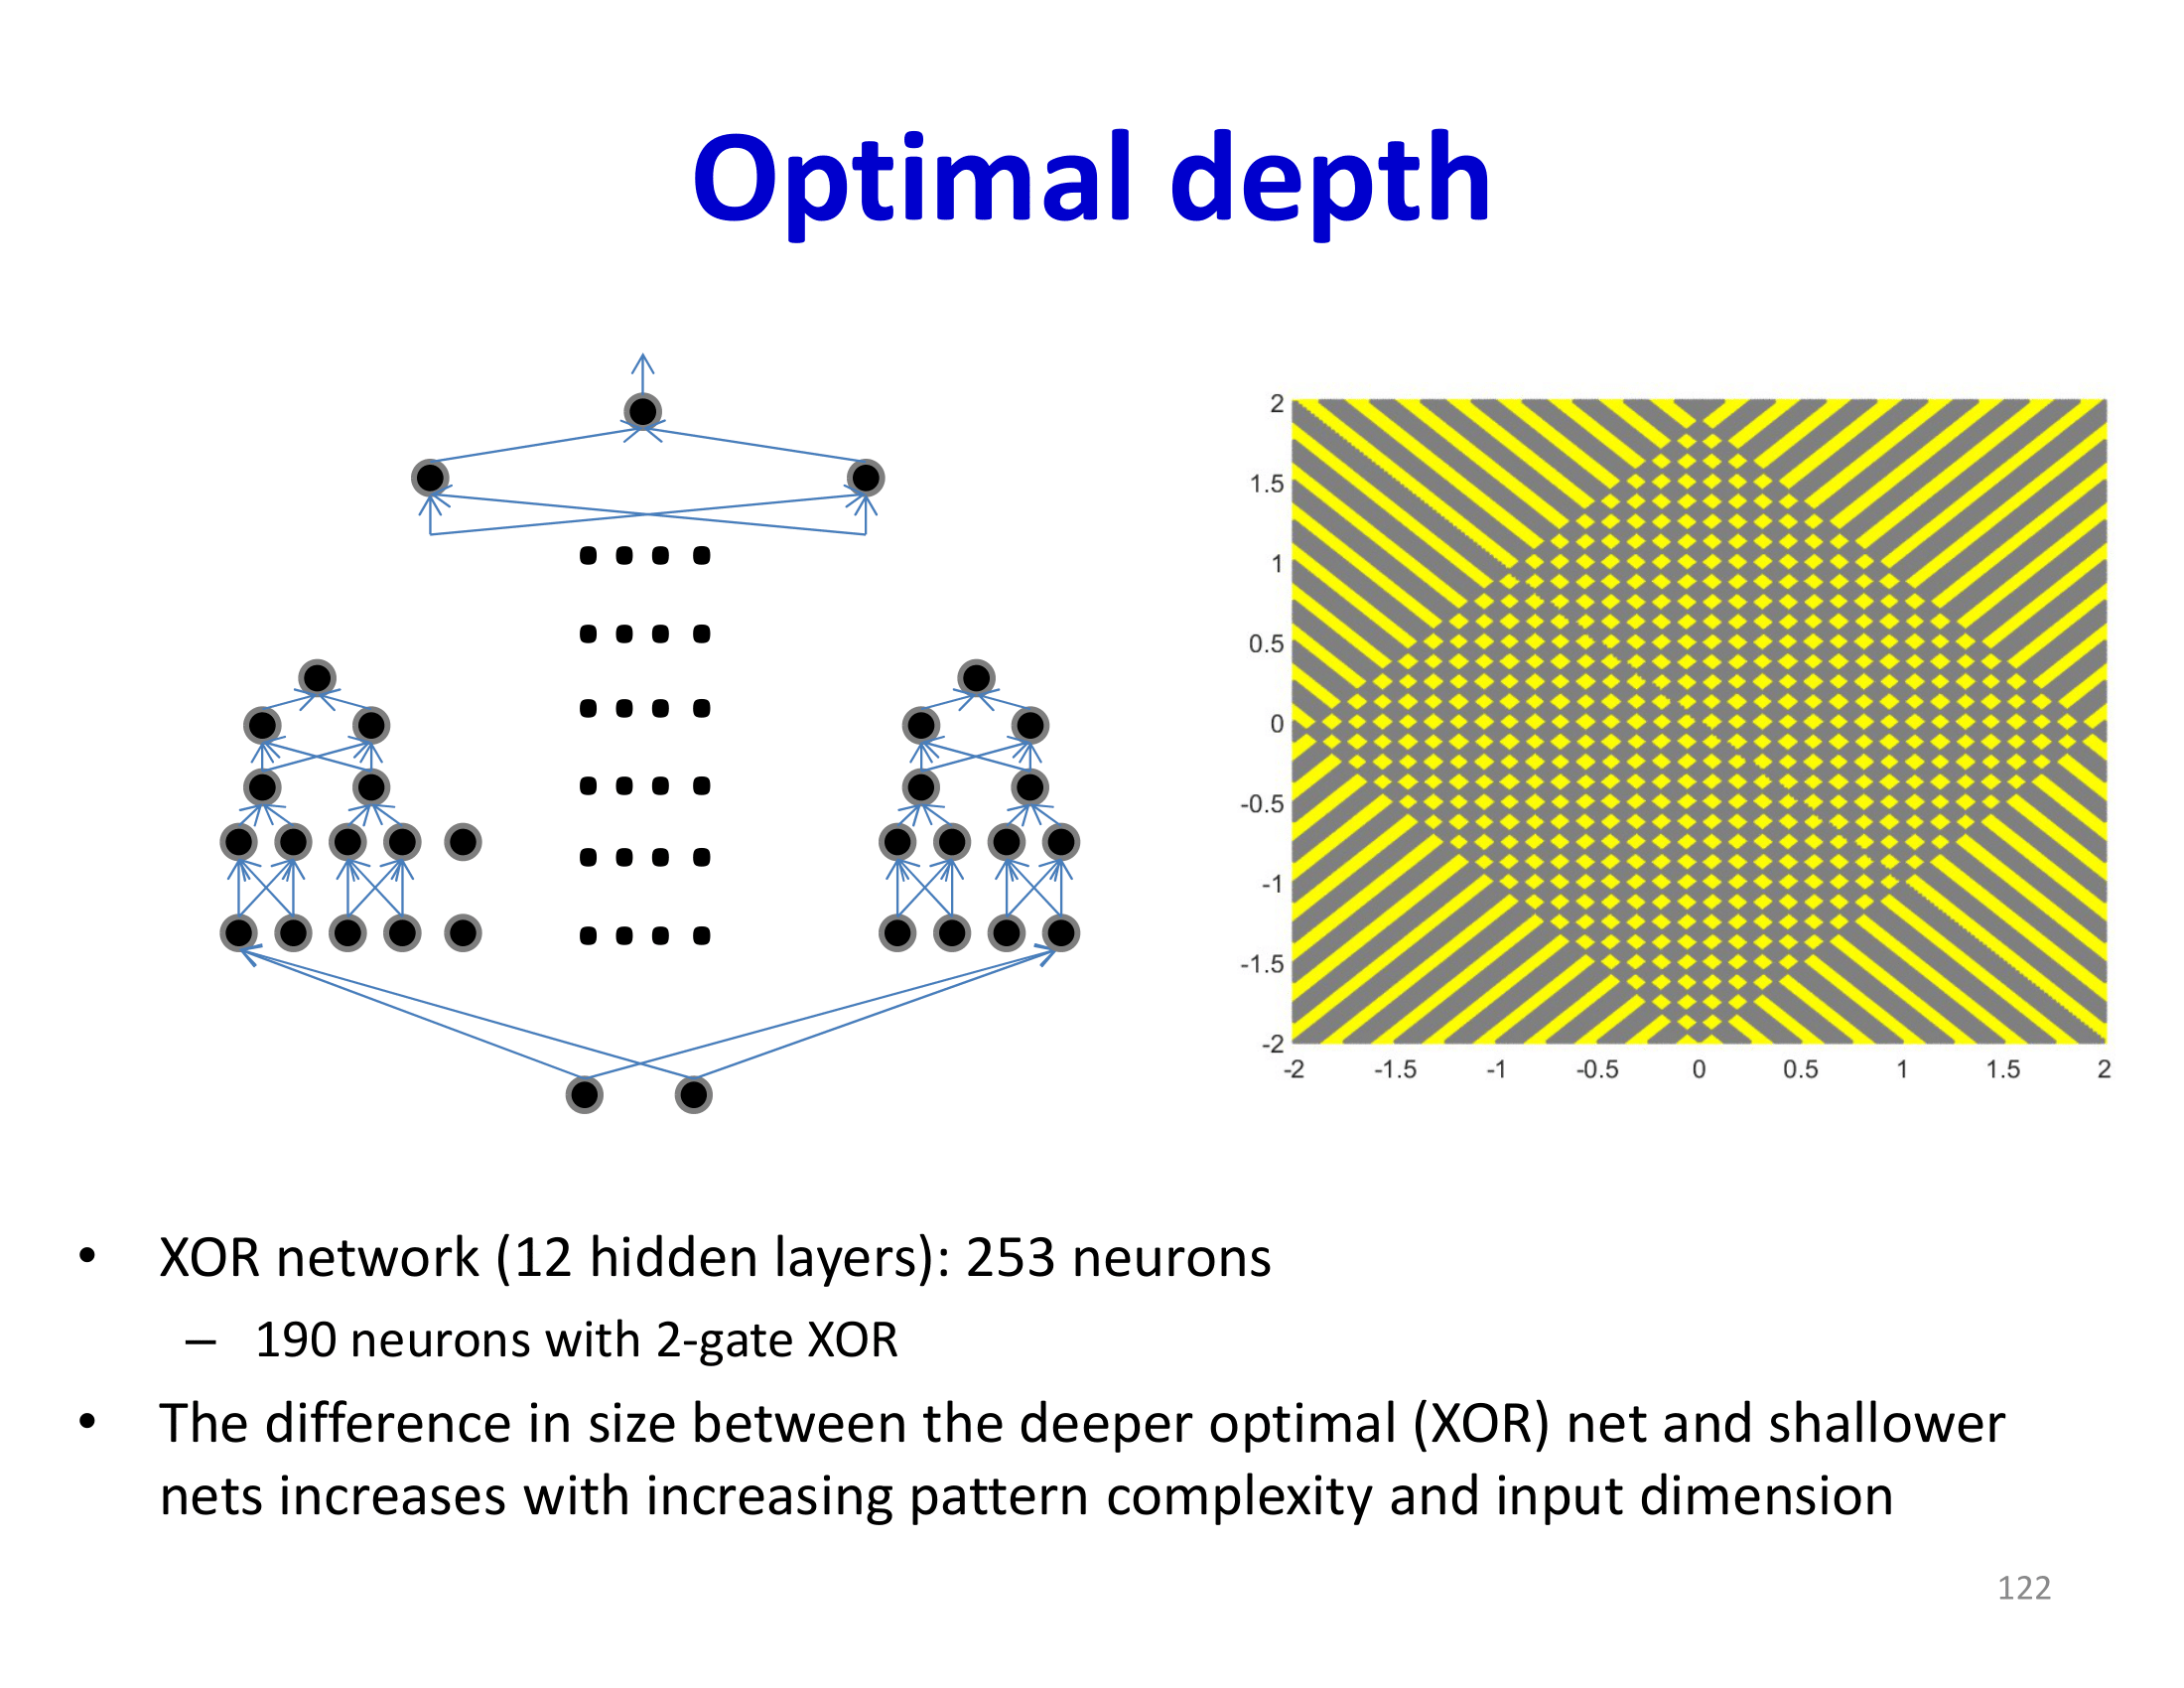 Optimal depth
2
1.5
1
0.5
0
-0.5
-1
-1.5
-2
-2 -1.5 -1 -0.5 0 0.5 1 1.5 2
• XOR network (12 hidden layers): 253 neurons
– 190 neurons with 2-gate XOR
• The difference in size between the deeper optimal (XOR) net and shallower
nets increases with increasing pattern complexity and input dimension
122